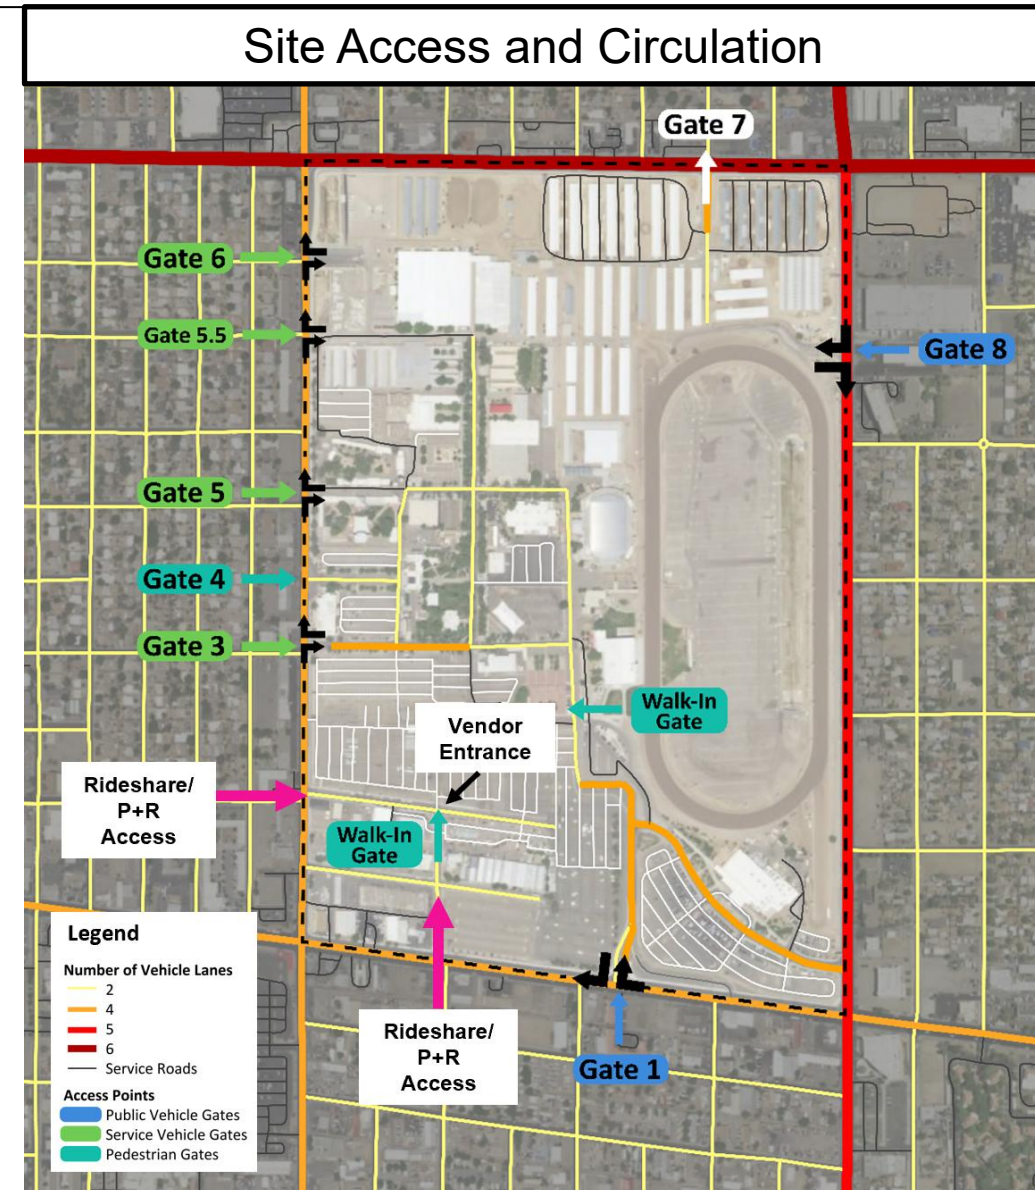 Site Access and Circulation
Gate 7
Gate 6
Gate 5.5
Gate 8
Gate 5
Gate 4
Gate 3
Walk-In
Gate
Vendor
Entrance
Rideshare/
P+R
Access
Walk-In
Gate
Rideshare/
P+R
Access
Gate 1
Legend
Number of Vehicle Lanes
2
4
5
6
Service Roads
Access Points
Public Vehicle Gates
Service Vehicle Gates
Pedestrian Gates